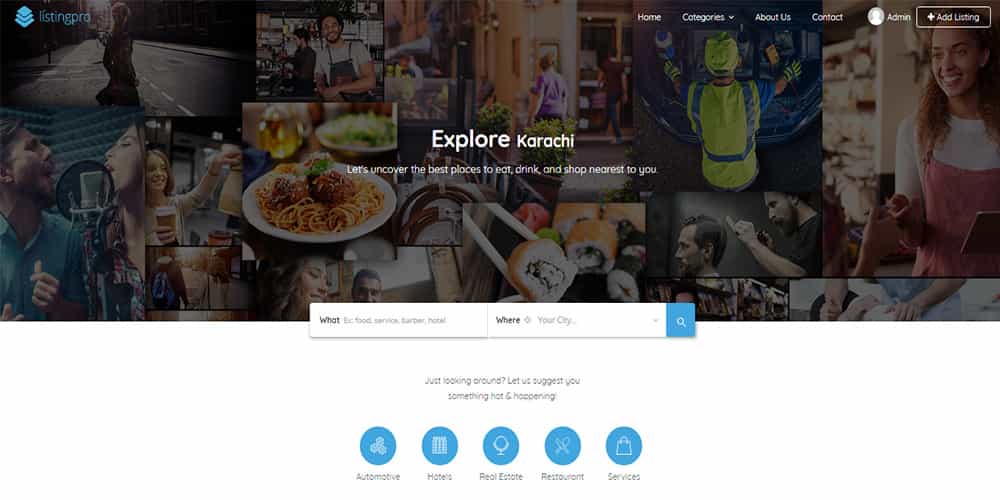 listingpro
Home Categories About Us Contact Admin Add Listing
Explore Karachi
Let's uncover the best places to eat, drink, and shop nearest to you.
What Ex: food, service, barber, hotel Where Your City...
Just looking around? Let us suggest you
something hot & happening!
Automotive Hotels Real Estate Restaurant Services